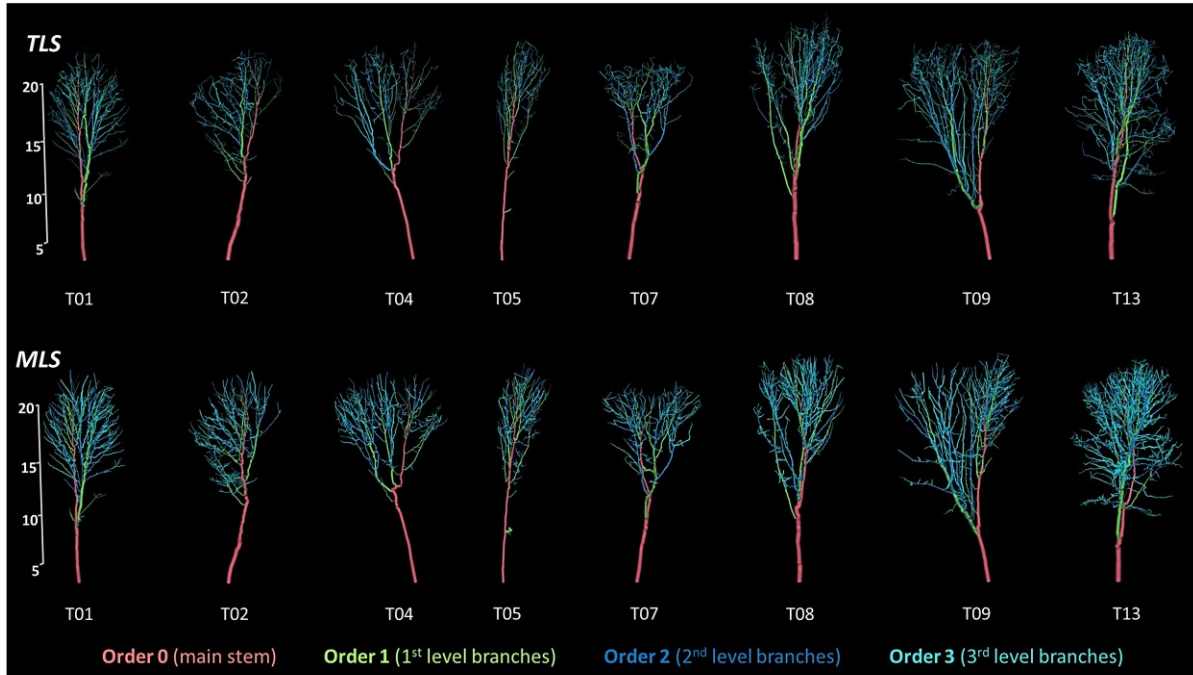 TLS
20
15
10
5
T01 T02 T04 T05 T07 T08 T09 T13
MLS
20
15
10
5
T01 T02 T04 T05 T07 T08 T09 T13
Order 0 (main stem) Order 1 (1st level branches) Order 2 (2nd level branches) Order 3 (3rd level branches)